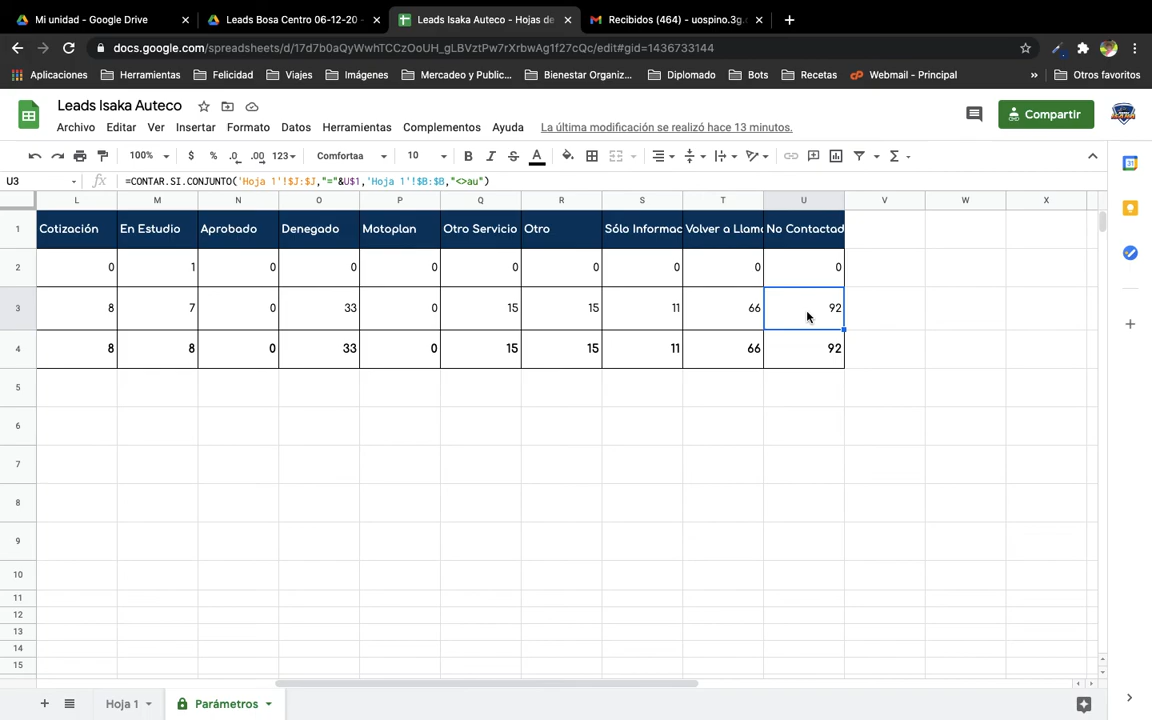 Mi unidad - Google Drive
Leads Bosa Centro 06-12-20 -
Leads Isaka Auteco - Hojas de
Recibidos (464) - uospino.3g.
docs.google.com/spreadsheets/d/17d7b0aQyWwhTCCzOoUH_gLBVztPw7rXrbwAg1f27cQc/edit#gid=1436733144
Aplicaciones Herramientas Felicidad Viajes Imágenes Mercadeo y Public... Bienestar Organiz... Diplomado Bots Recetas Webmail - Principal » Otros favoritos
Leads Isaka Auteco
Compartir
Archivo Editar Ver Insertar Formato Datos Herramientas Complementos Ayuda La última modificación se realizó hace 13 minutos.
100% $ % .0 .00 123 Comfortaa 10 B I S A Σ
31
U3 fx =CONTAR.SI.CONJUNTO('Hoja 1'!$J:$J,"="&U$1,'Hoja 1'!$B:$B,"<>au")
L M N O P Q R S T U V W X
1 Cotización En Estudio Aprobado Denegado Motoplan Otro Servicio Otro Sólo Informac Volver a Llama No Contactad
2 0 1 0 0 0 0 0 0 0 0
3 8 7 0 33 0 15 15 11 66 92
4 8 8 0 33 0 15 15 11 66 92
5
6
7
8
9
10
11
12
13
14
15
Hoja 1 Parámetros